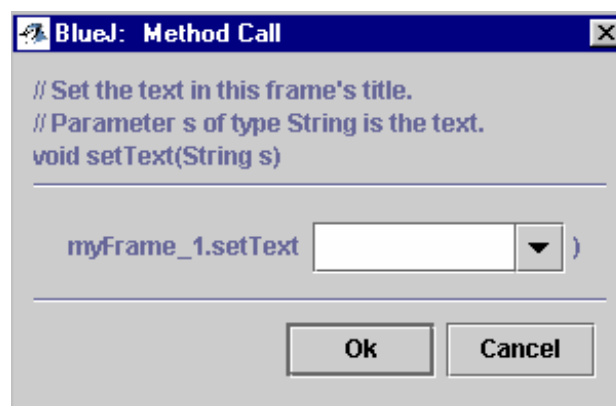 BlueJ: Method Call
// Set the text in this frame's title.
// Parameter s of type String is the text.
void setText(String s)
myFrame_1.setText )
Ok Cancel